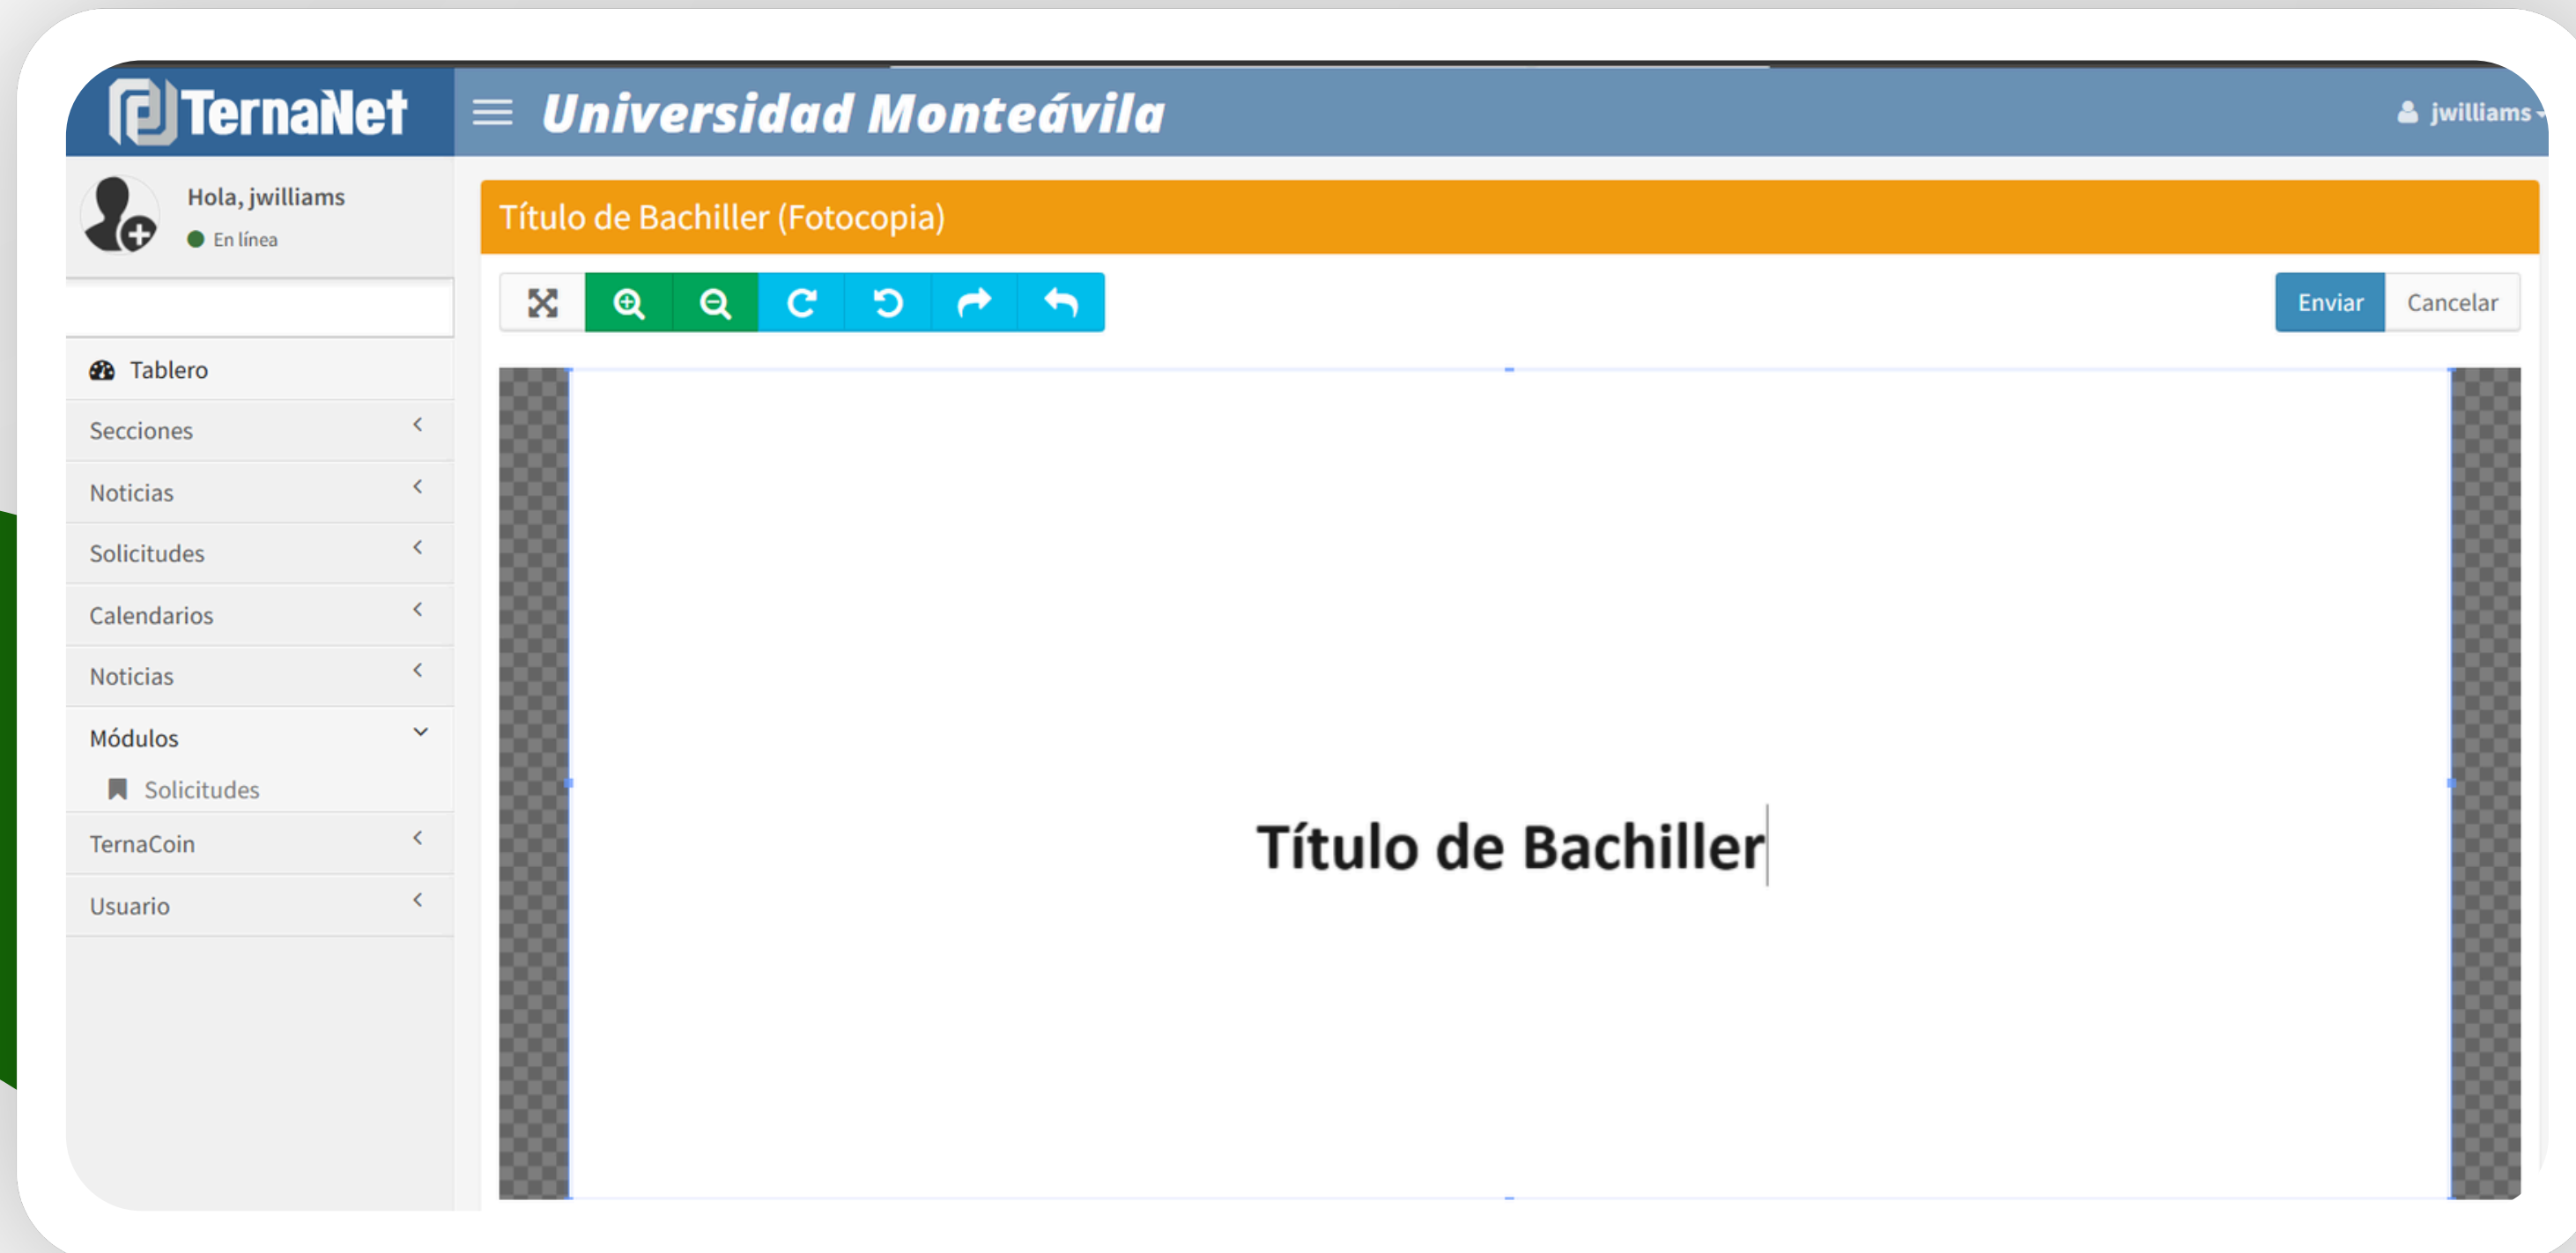 TernaNet
Universidad Monteávila
jwilliams
Hola, jwilliams
En línea
Tablero
Secciones
Noticias
Solicitudes
Calendarios
Noticias
Módulos
Solicitudes
TernaCoin
Usuario
Título de Bachiller (Fotocopia)
Enviar
Cancelar
Título de Bachiller